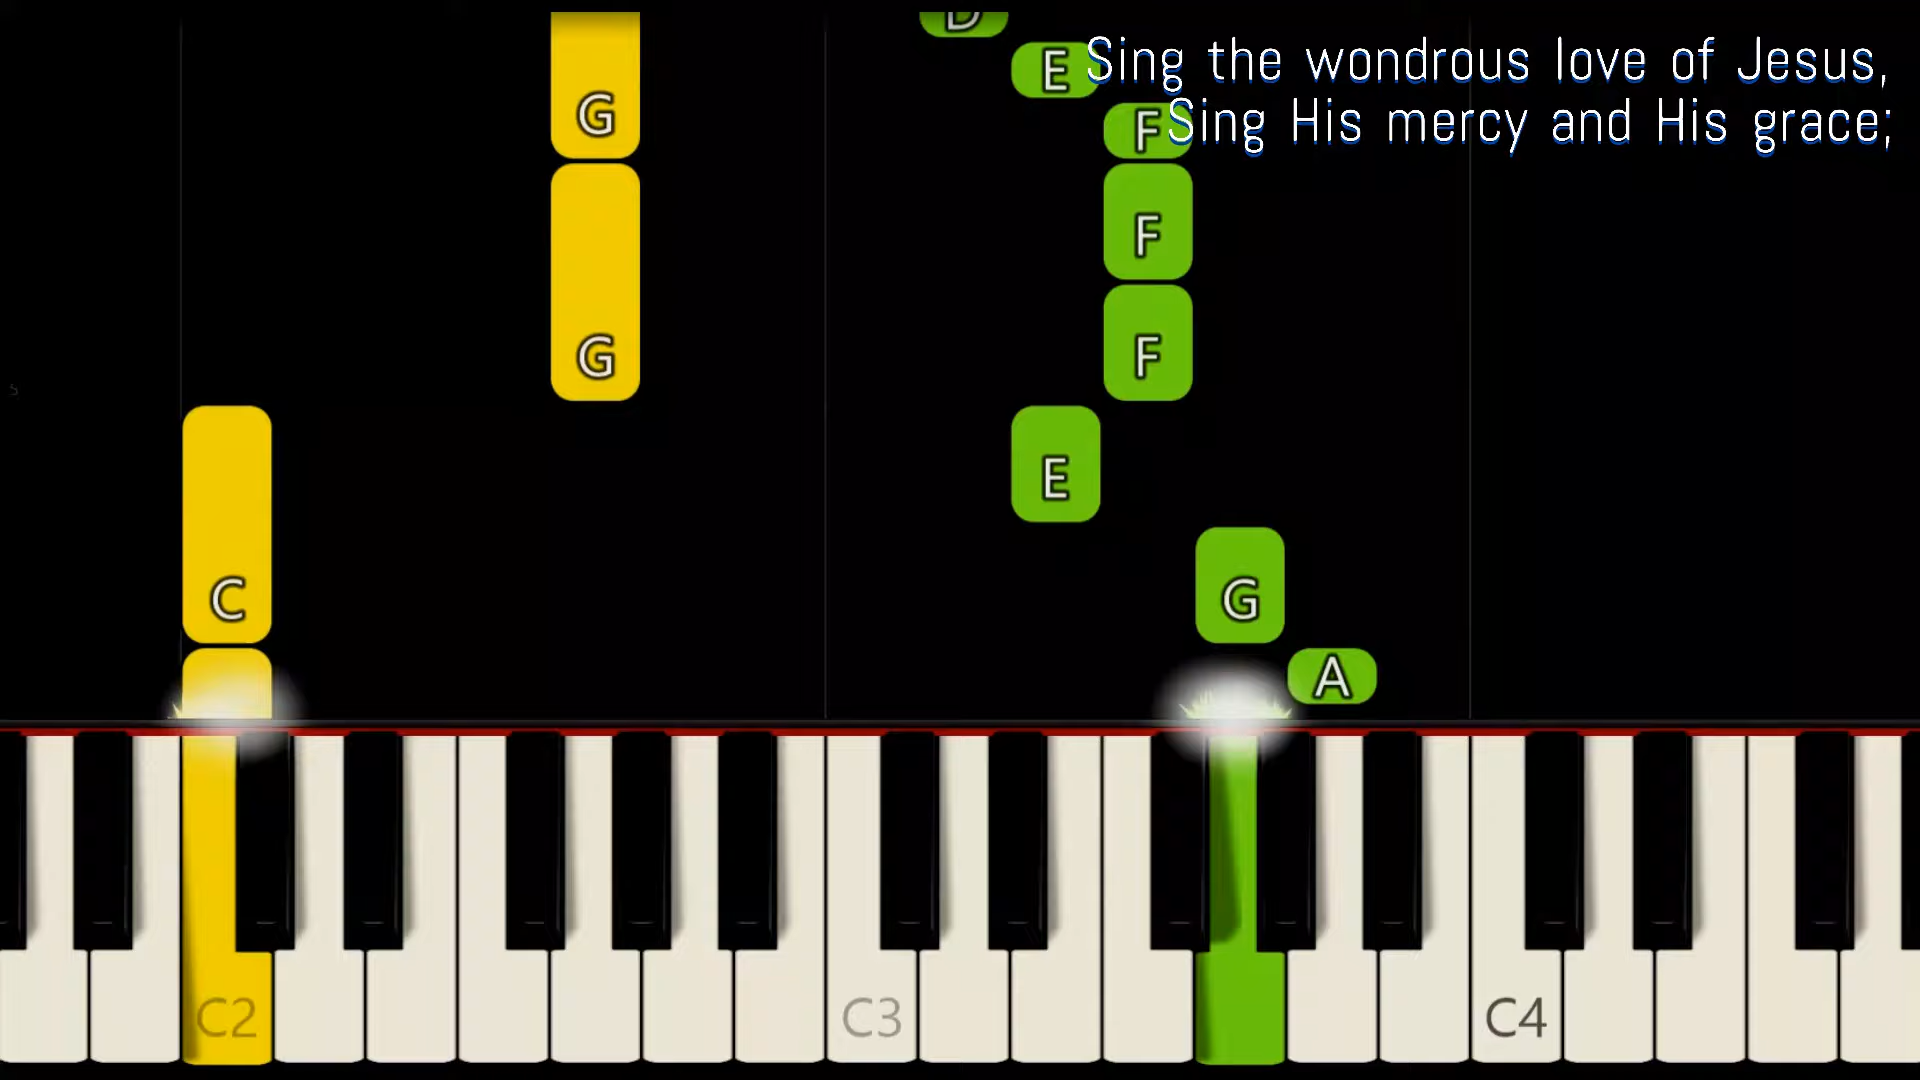 D
E
Sing the wondrous love of Jesus,
G
F
Sing His mercy and His grace;
F
G
F
E
C
G
A
C2
C3
C4